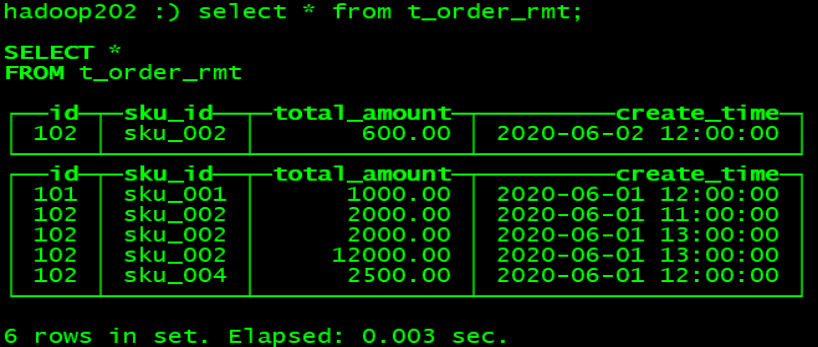 hadoop202 :) select * from t_order_rmt;
SELECT *
FROM t_order_rmt
┌──id─┬─sku_id──┬─total_amount─┬─────────create_time─┐
│ 102 │ sku_002 │ 600.00 │ 2020-06-02 12:00:00 │
└─────┴─────────┴──────────────┴─────────────────────┘
┌──id─┬─sku_id──┬─total_amount─┬─────────create_time─┐
│ 101 │ sku_001 │ 1000.00 │ 2020-06-01 12:00:00 │
│ 102 │ sku_002 │ 2000.00 │ 2020-06-01 11:00:00 │
│ 102 │ sku_002 │ 2000.00 │ 2020-06-01 13:00:00 │
│ 102 │ sku_002 │ 12000.00 │ 2020-06-01 13:00:00 │
│ 102 │ sku_004 │ 2500.00 │ 2020-06-01 12:00:00 │
└─────┴─────────┴──────────────┴─────────────────────┘
6 rows in set. Elapsed: 0.003 sec.